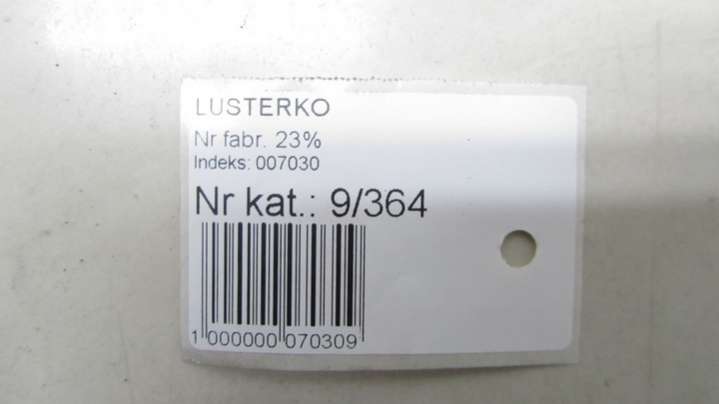 LUSTERKO
Nr fabr. 23%
Indeks: 007030
Nr kat.: 9/364
1 000000 070309